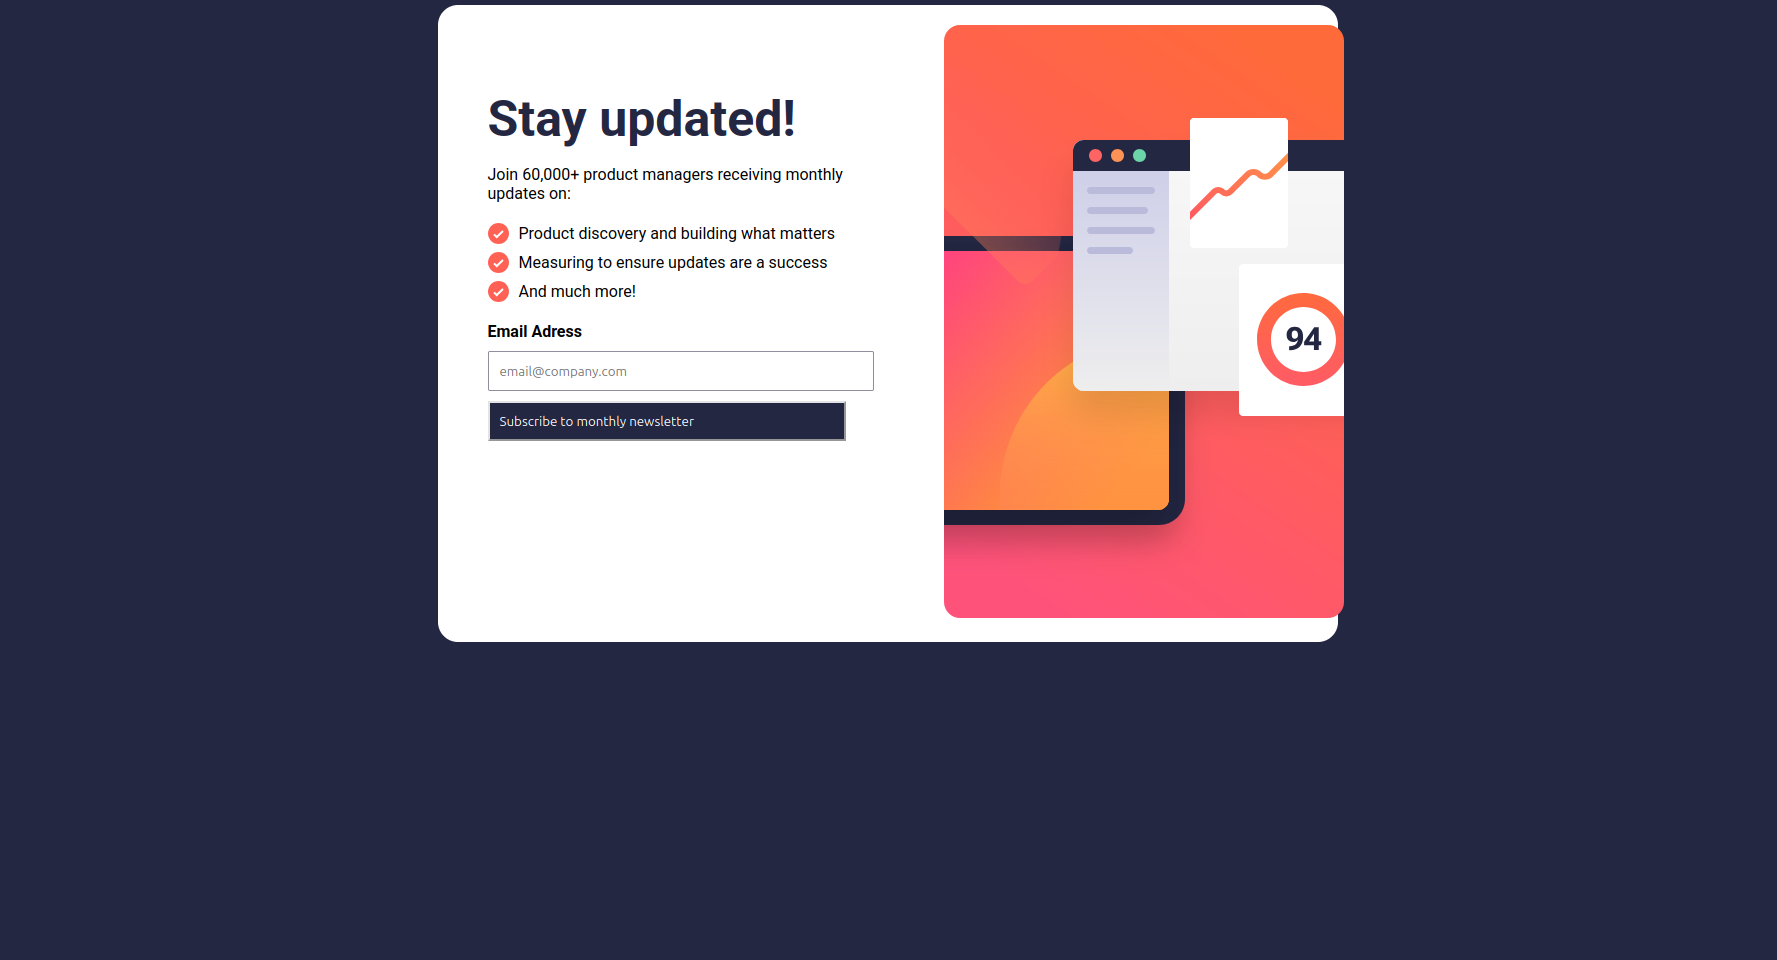 Stay updated!
Join 60,000+ product managers receiving monthly
updates on:
Product discovery and building what matters
Measuring to ensure updates are a success
And much more!
Email Adress
email@company.com
Subscribe to monthly newsletter
94